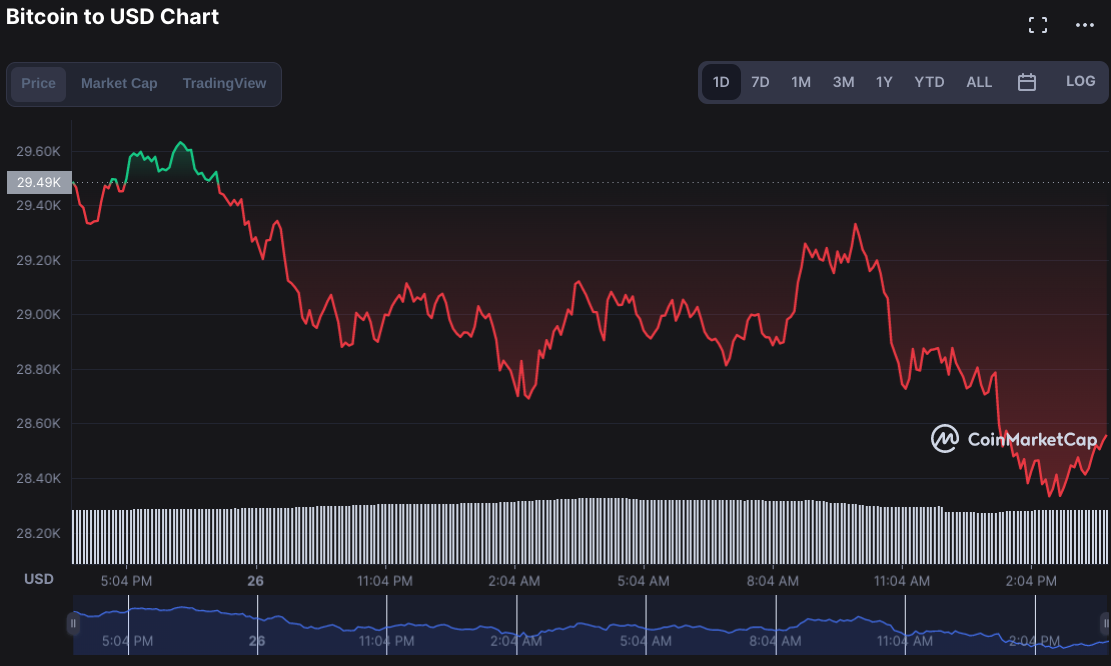 Bitcoin to USD Chart
Price Market Cap TradingView
1D 7D 1M 3M 1Y YTD ALL LOG
29.60K
29.49K
29.40K
29.20K
29.00K
28.80K
28.60K
CoinMarketCap
28.40K
28.20K
USD 5:04 PM 26 11:04 PM 2:04 AM 5:04 AM 8:04 AM 11:04 AM 2:04 PM
5:04 PM 26 11:04 PM 2:04 AM 5:04 AM 8:04 AM 11:04 AM 2:04 PM